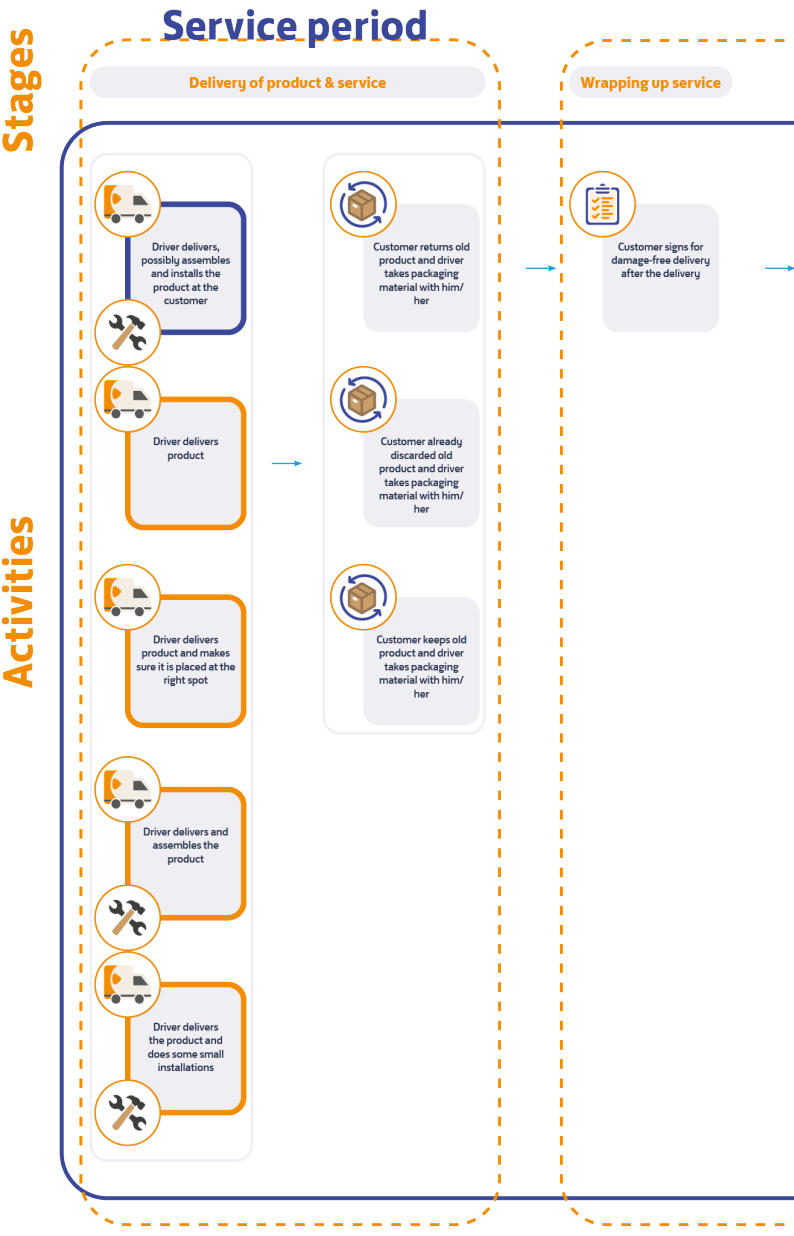 Service period
Stages
Delivery of product & service
Wrapping up service
Activities
Driver delivers,
possibly assembles
and installs the
product at the
customer
Driver delivers
product
Driver delivers
product and makes
sure it is placed at the
right spot
Driver delivers and
assembles the
product
Driver delivers
the product and
does some small
installations
Customer returns old
product and driver
takes packaging
material with him/
her
Customer already
discarded old
product and driver
takes packaging
material with him/
her
Customer keeps old
product and driver
takes packaging
material with him/
her
Customer signs for
damage-free delivery
after the delivery